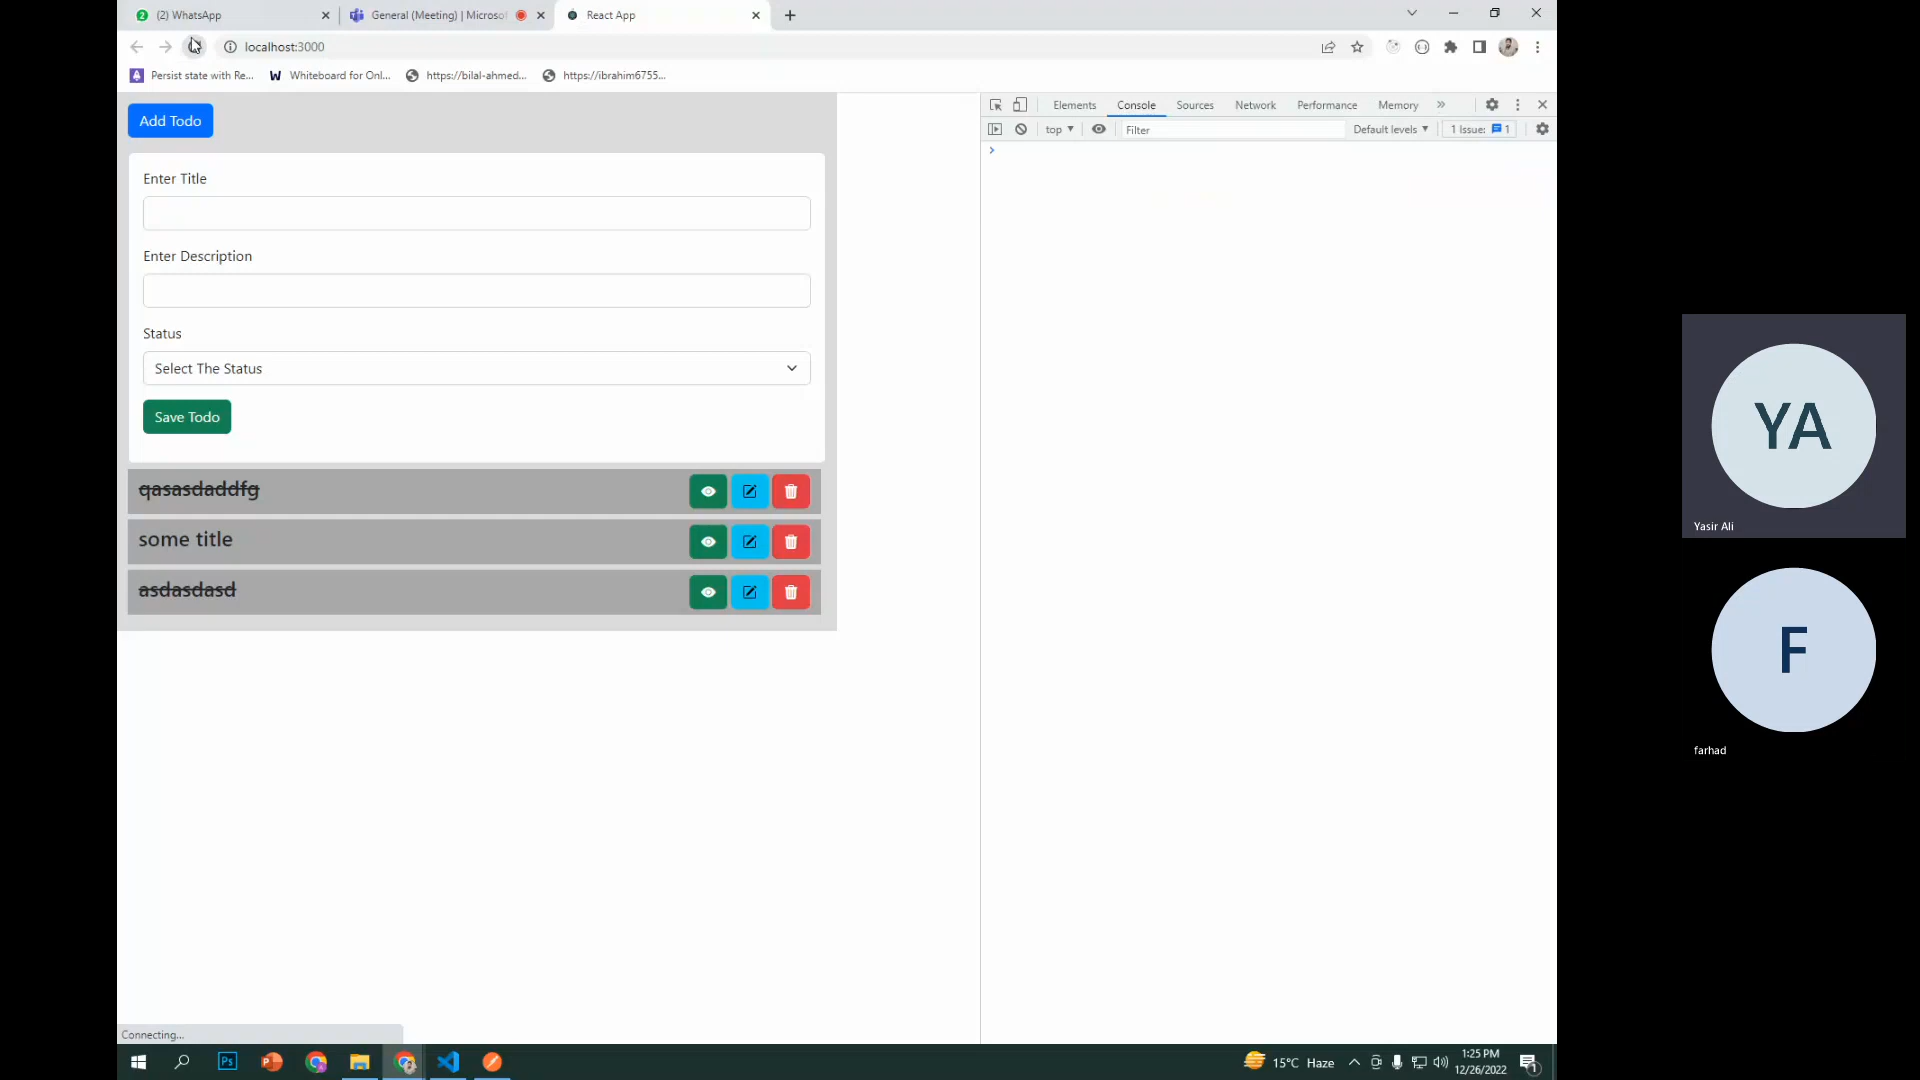 (2) WhatsApp
General (Meeting) | Microso
React App
localhost:3000
Persist state with Re...
W Whiteboard for Onl...
https://bilal-ahmed...
https://ibrahim6755...
Add Todo
Enter Title
Enter Description
Status
Select The Status
Save Todo
qasasdaddfg
some title
asdasdasd
Elements
Console
Sources
Network
Performance
Memory
»
top
Filter
Default levels
1 Issue: 1
YA
Yasir Ali
F
farhad
Connecting...
Ps
15°C Haze
1:25 PM
12/26/2022
1